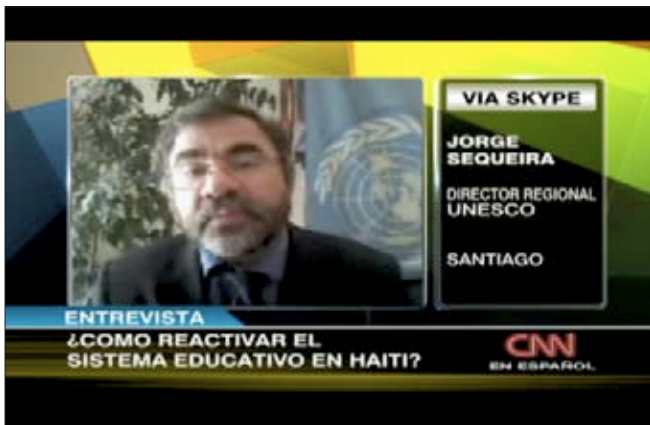 VIA SKYPE
JORGE
SEQUEIRA
DIRECTOR REGIONAL
UNESCO
SANTIAGO
ENTREVISTA
¿COMO REACTIVAR EL
SISTEMA EDUCATIVO EN HAITI?
CNN
EN ESPAÑOL